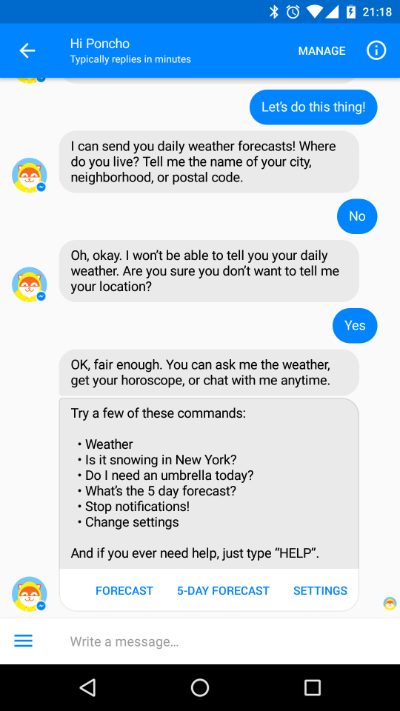 21:18
Hi Poncho
Typically replies in minutes
MANAGE
Let's do this thing!
I can send you daily weather forecasts! Where
do you live? Tell me the name of your city,
neighborhood, or postal code.
No
Oh, okay. I won't be able to tell you your daily
weather. Are you sure you don't want to tell me
your location?
Yes
OK, fair enough. You can ask me the weather,
get your horoscope, or chat with me anytime.
Try a few of these commands:
• Weather
• Is it snowing in New York?
• Do I need an umbrella today?
• What's the 5 day forecast?
• Stop notifications!
• Change settings
And if you ever need help, just type “HELP”.
FORECAST 5-DAY FORECAST SETTINGS
Write a message...